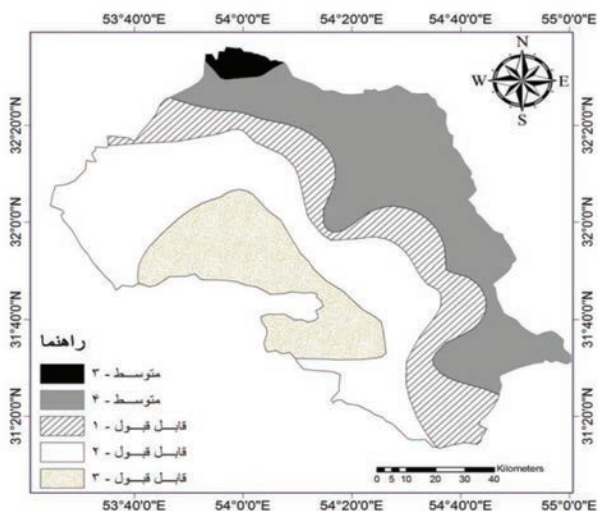 53°40'0"E 54°0'0"E 54°20'0"E 54°40'0"E 55°0'0"E
N
W E
S
32°20'0"N
32°0'0"N
31°40'0"N
31°20'0"N
32°20'0"N
32°0'0"N
31°40'0"N
31°20'0"N
راهنما
متوسط - ۳
متوسط - ۴
قابل قبول - ۱
قابل قبول - ۲
قابل قبول - ۳
Kilometers
0 5 10 20 30 40
53°40'0"E 54°0'0"E 54°20'0"E 54°40'0"E 55°0'0"E